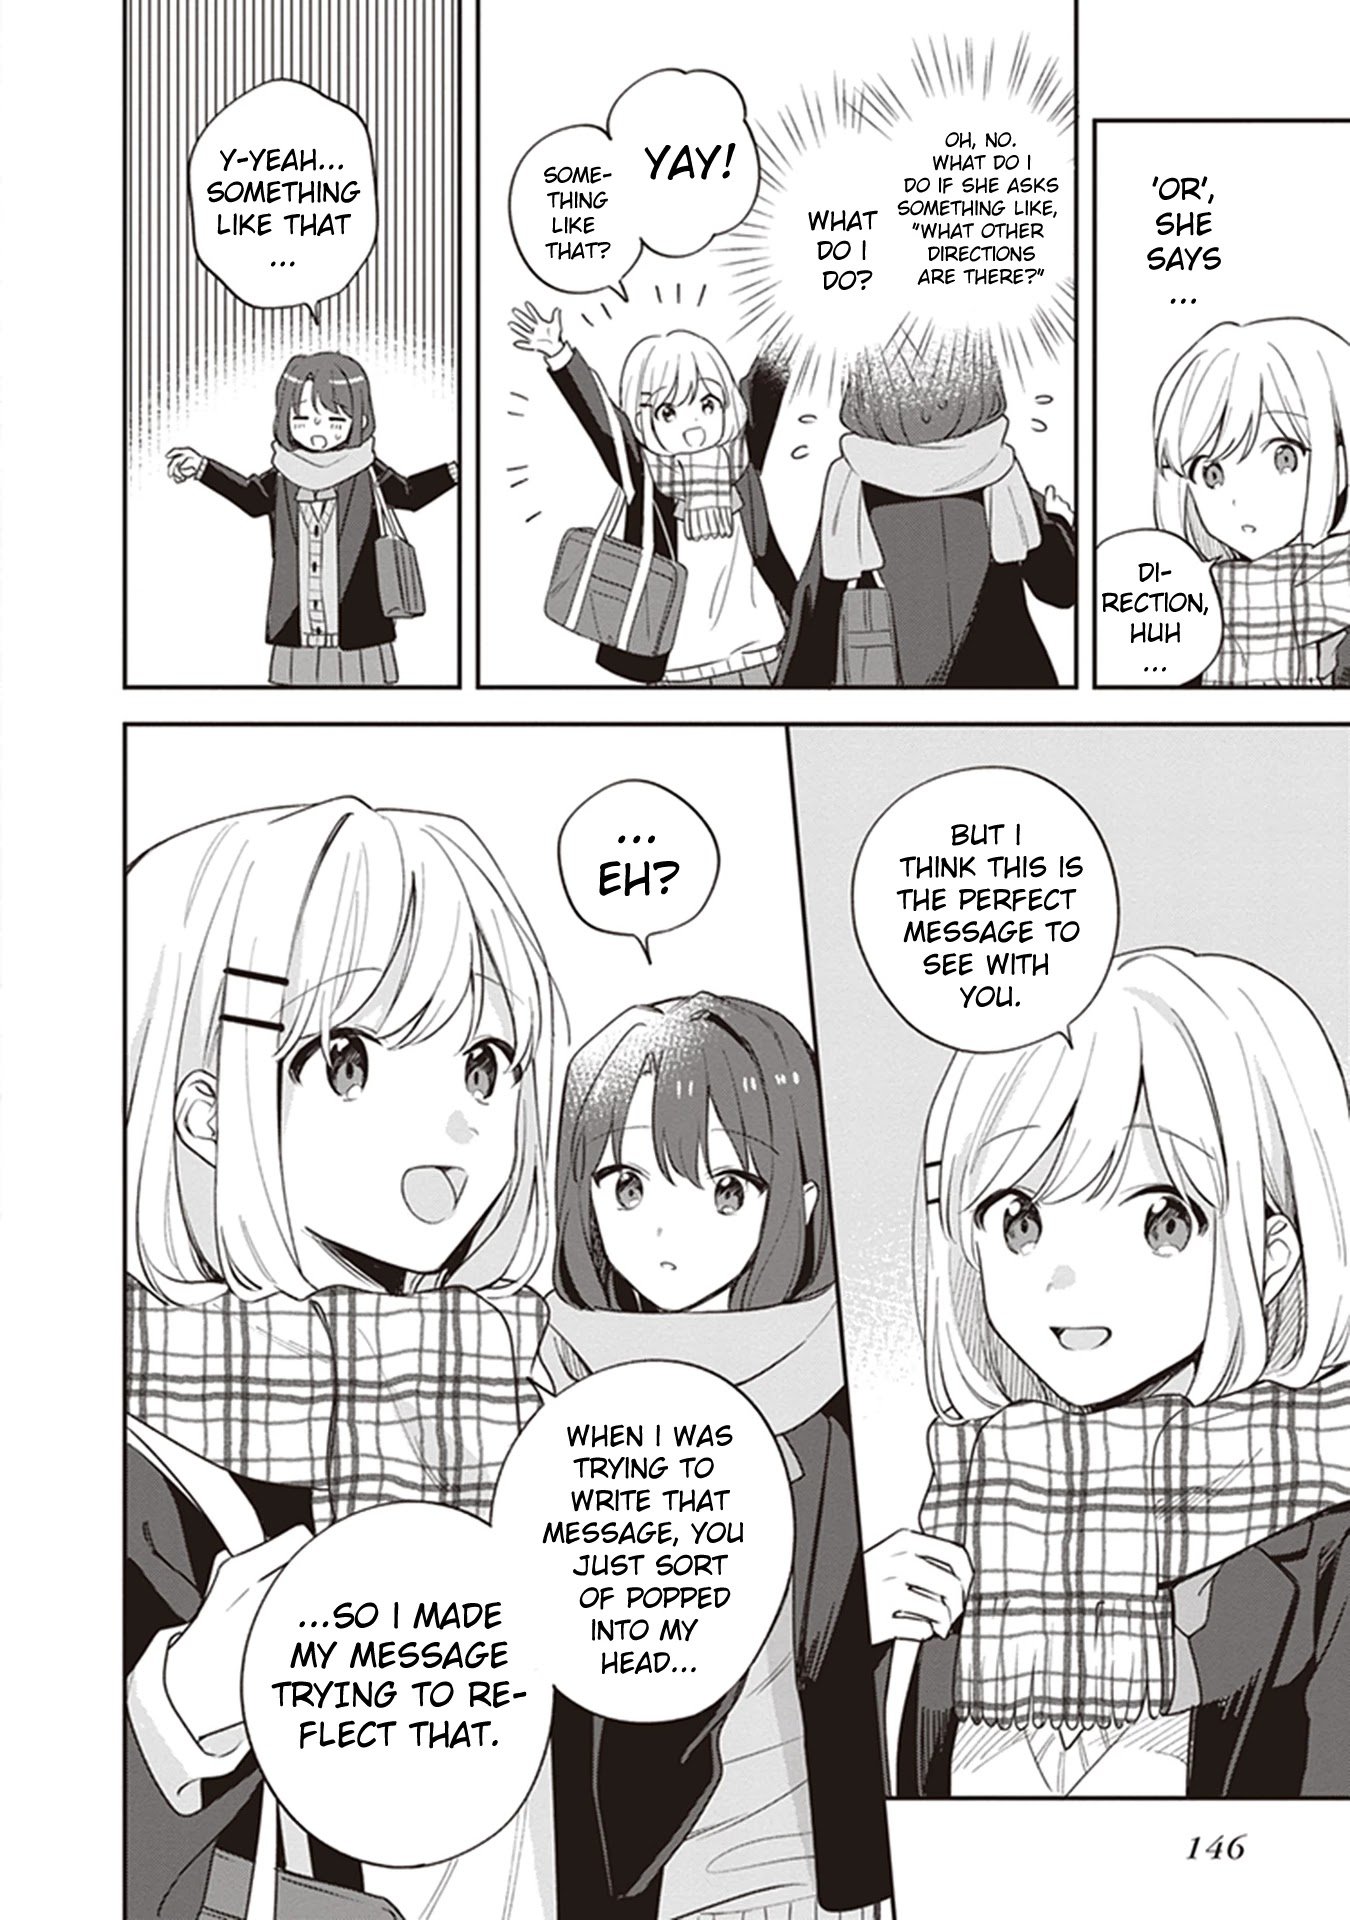 'OR',
SHE
SAYS
...
DI-
RECTION,
HUH
...
OH, NO.
WHAT DO I
DO IF SHE ASKS
SOMETHING LIKE,
"WHAT OTHER
DIRECTIONS
ARE THERE?"
WHAT
DO I
DO?
YAY!
SOME-
THING
LIKE
THAT?
Y-YEAH...
SOMETHING
LIKE THAT
...
BUT I
THINK THIS IS
THE PERFECT
MESSAGE TO
SEE WITH
YOU.
...
EH?
WHEN I WAS
TRYING TO
WRITE THAT
MESSAGE, YOU
JUST SORT
OF POPPED
INTO MY
HEAD...
...SO I MADE
MY MESSAGE
TRYING TO RE-
FLECT THAT.
146